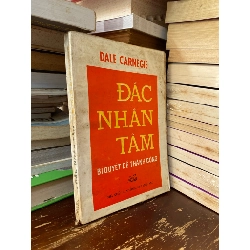 DALE CARNEGIE
ĐẮC
NHÂN
TÂM
BÍ QUYẾT ĐỂ THÀNH CÔNG